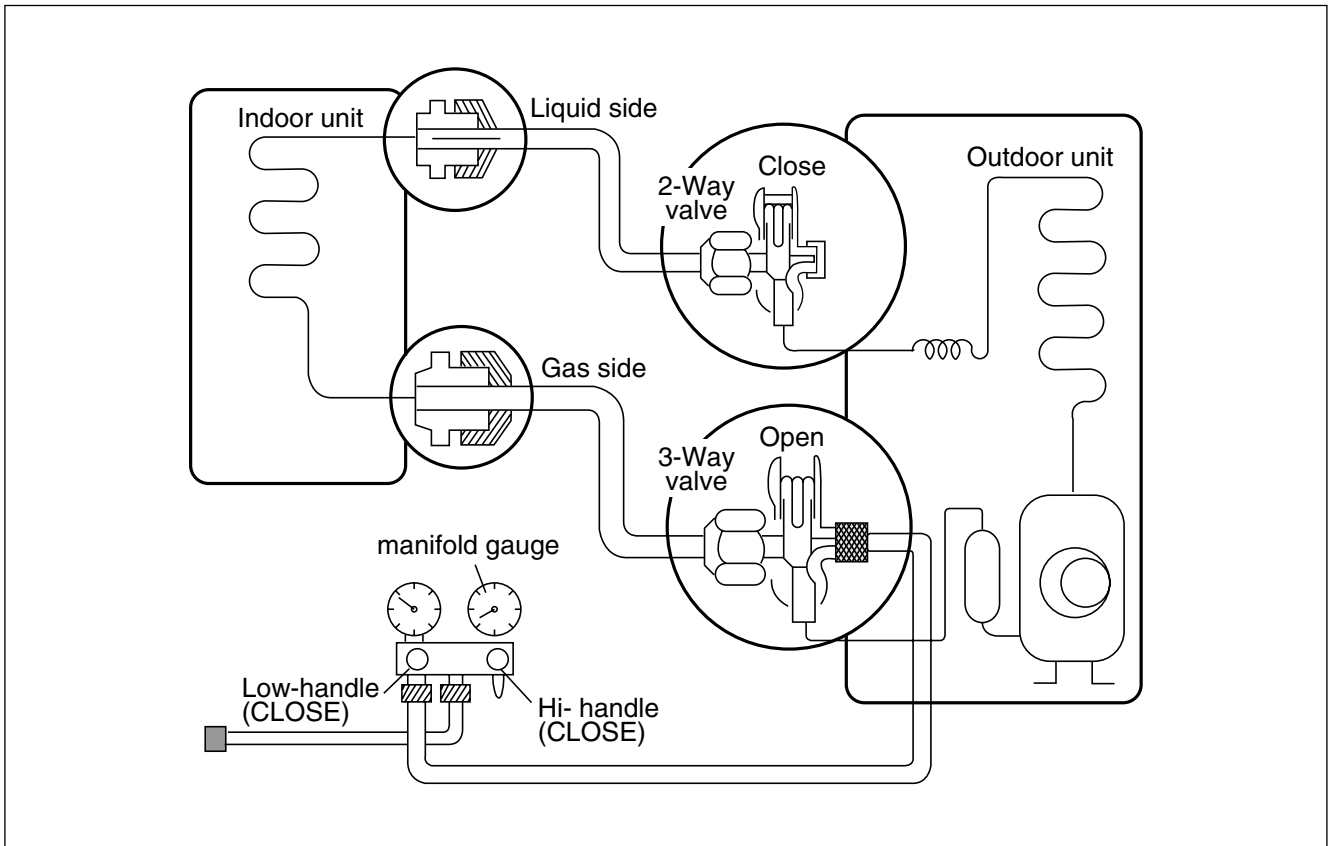 Indoor unit
Liquid side
Close
2-Way
valve
Outdoor unit
Gas side
Open
3-Way
valve
manifold gauge
Low-handle
(CLOSE)
Hi- handle
(CLOSE)